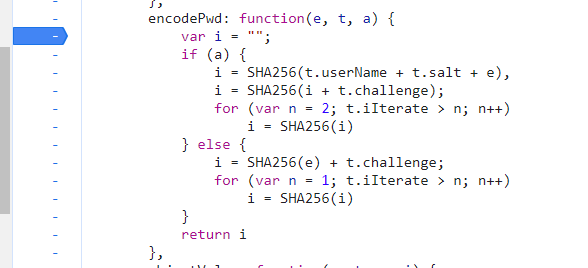 },
encodePwd: function(e, t, a) {
var i = "";
if (a) {
i = SHA256(t.userName + t.salt + e),
i = SHA256(i + t.challenge);
for (var n = 2; t.iIterate > n; n++)
i = SHA256(i)
} else {
i = SHA256(e) + t.challenge;
for (var n = 1; t.iIterate > n; n++)
i = SHA256(i)
}
return i
},